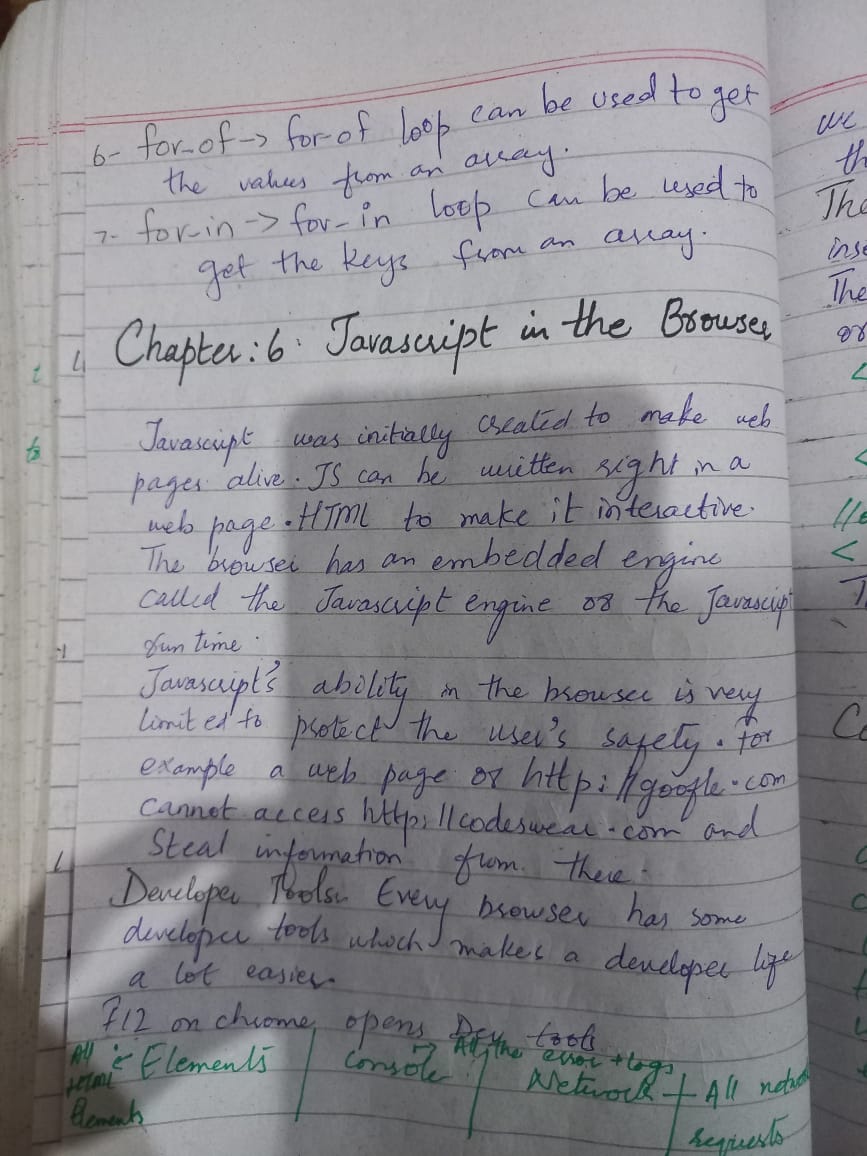 6- for-of -> for-of loop can be used to get
the values from an array.
7- for-in -> for-in loop can be used to
get the keys from an array.
Chapter:6. Javascript in the Browser
Javascript was initially created to make web
pages alive. JS can be written right in a
web page. HTML to make it interactive.
The browser has an embedded engine
called the Javascript engine or the Javascript
run time.
Javascript's ability in the browser is very
limited to protect the user's safety. for
example a web page or http://google.com
cannot access http://codeswear.com and
Steal information from there.
Developer Tools Every browser has some
developer tools which makes a developer life
a lot easier.
F12 on chrome opens Dev tools
All HTML Elements <- Elements
console -> All the error + logs
Network -> All network requests
we
th
The
inse
The
or
<
<
//
<
T
Co